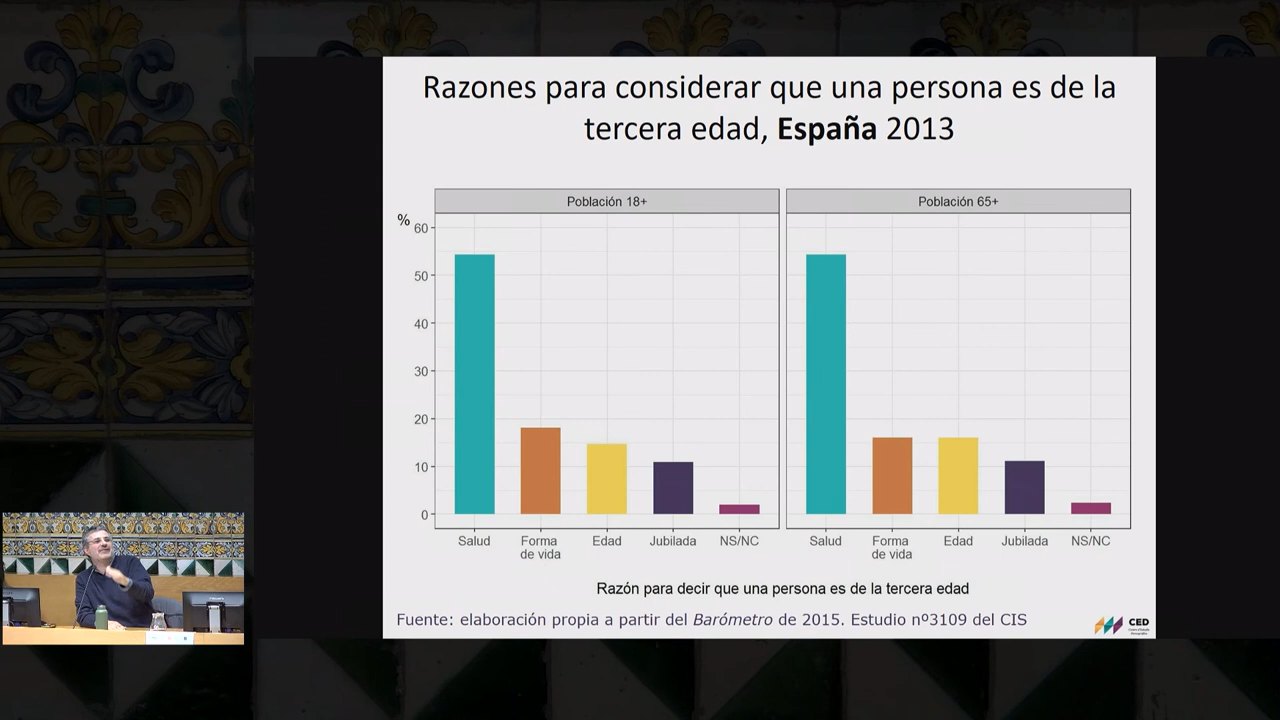 Razones para considerar que una persona es de la
tercera edad, España 2013
Población 18+
Población 65+
%
60
50
40
30
20
10
0
Salud
Forma
de vida
Edad
Jubilada
NS/NC
Salud
Forma
de vida
Edad
Jubilada
NS/NC
Razón para decir que una persona es de la tercera edad
Fuente: elaboración propia a partir del Barómetro de 2015. Estudio nº3109 del CIS
CED